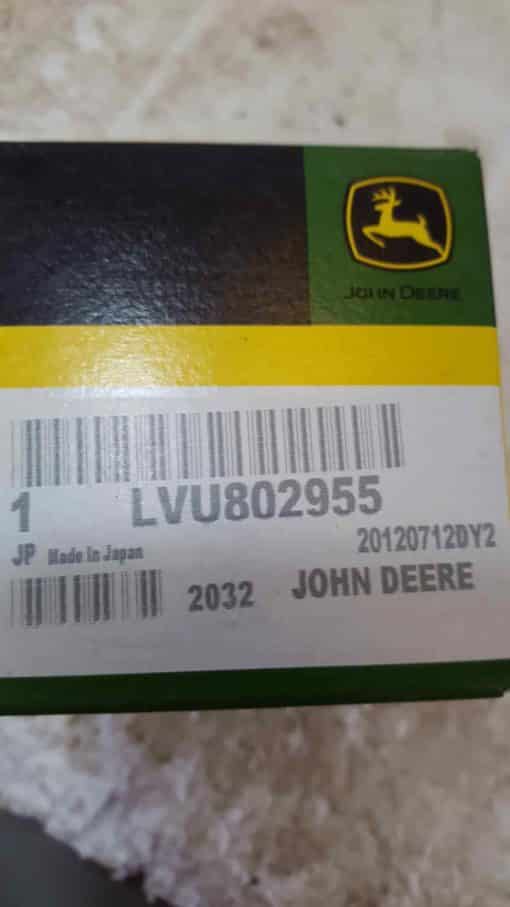 JOHN DEERE
1 LVU802955
20120712DY2
JP Made In Japan
2032 JOHN DEERE